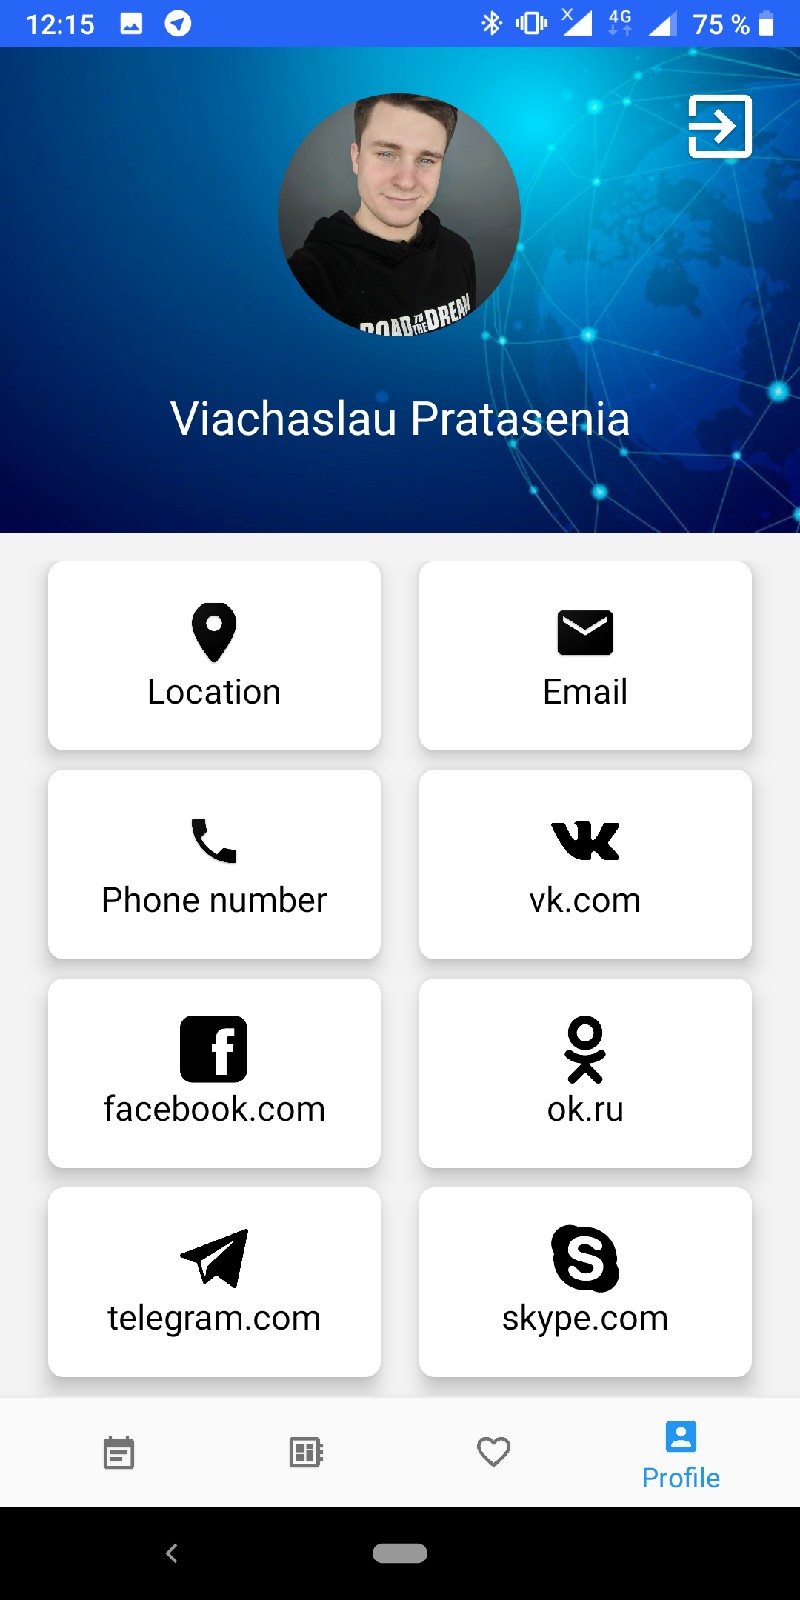 12:15
4G
75 %
ROAD TO THE DREAM
Viachaslau Pratasenia
Location
Email
Phone number
vk.com
facebook.com
ok.ru
telegram.com
skype.com
Profile